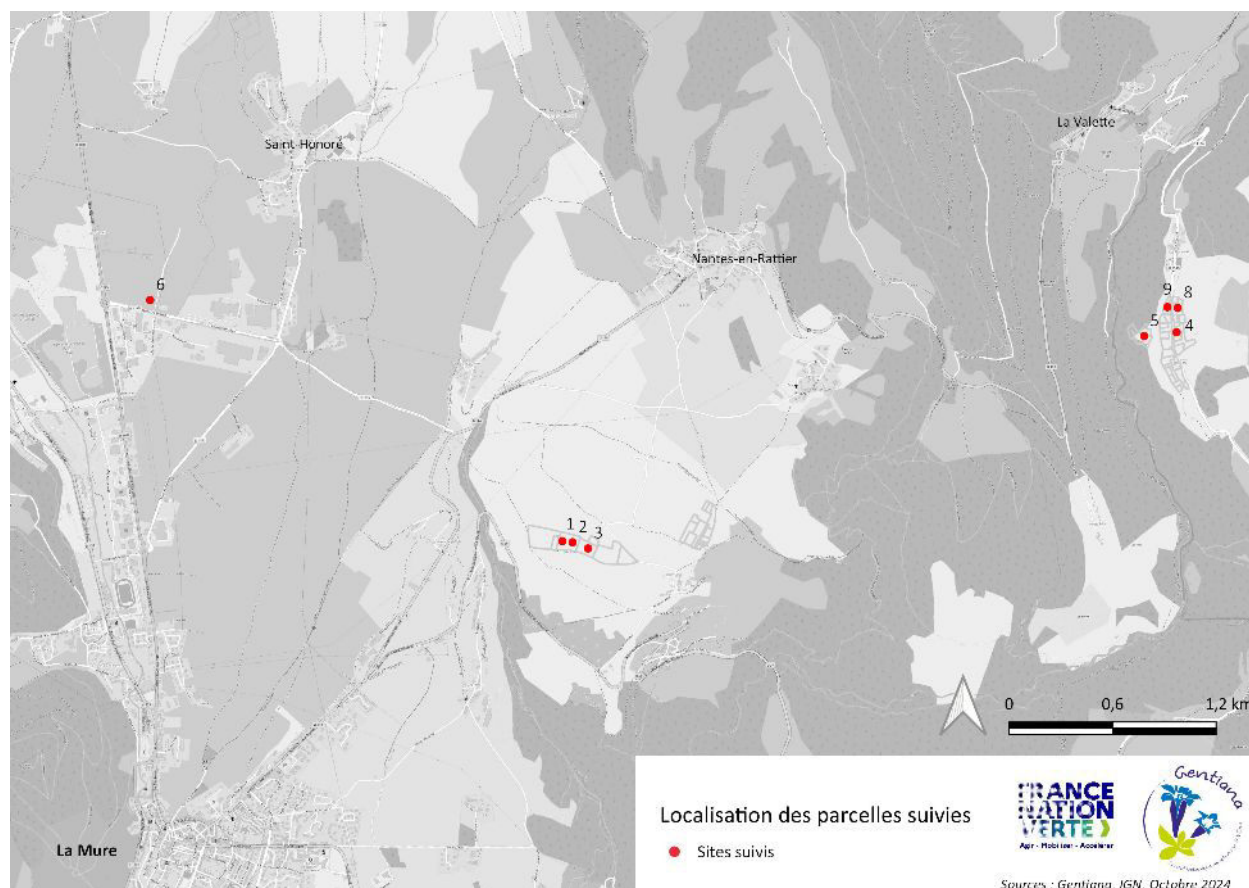 La Valette
Saint-Honoré
Nantes-en-Rattier
6
9 8
5 4
1 2 3
La Mure
0 0,6 1,2 km
Localisation des parcelles suivies
Sites suivis
FRANCE
NATION
VERTE
Agir • Mobiliser • Accélérer
Gentiana
Sources : Gentiana, IGN, Octobre 2024